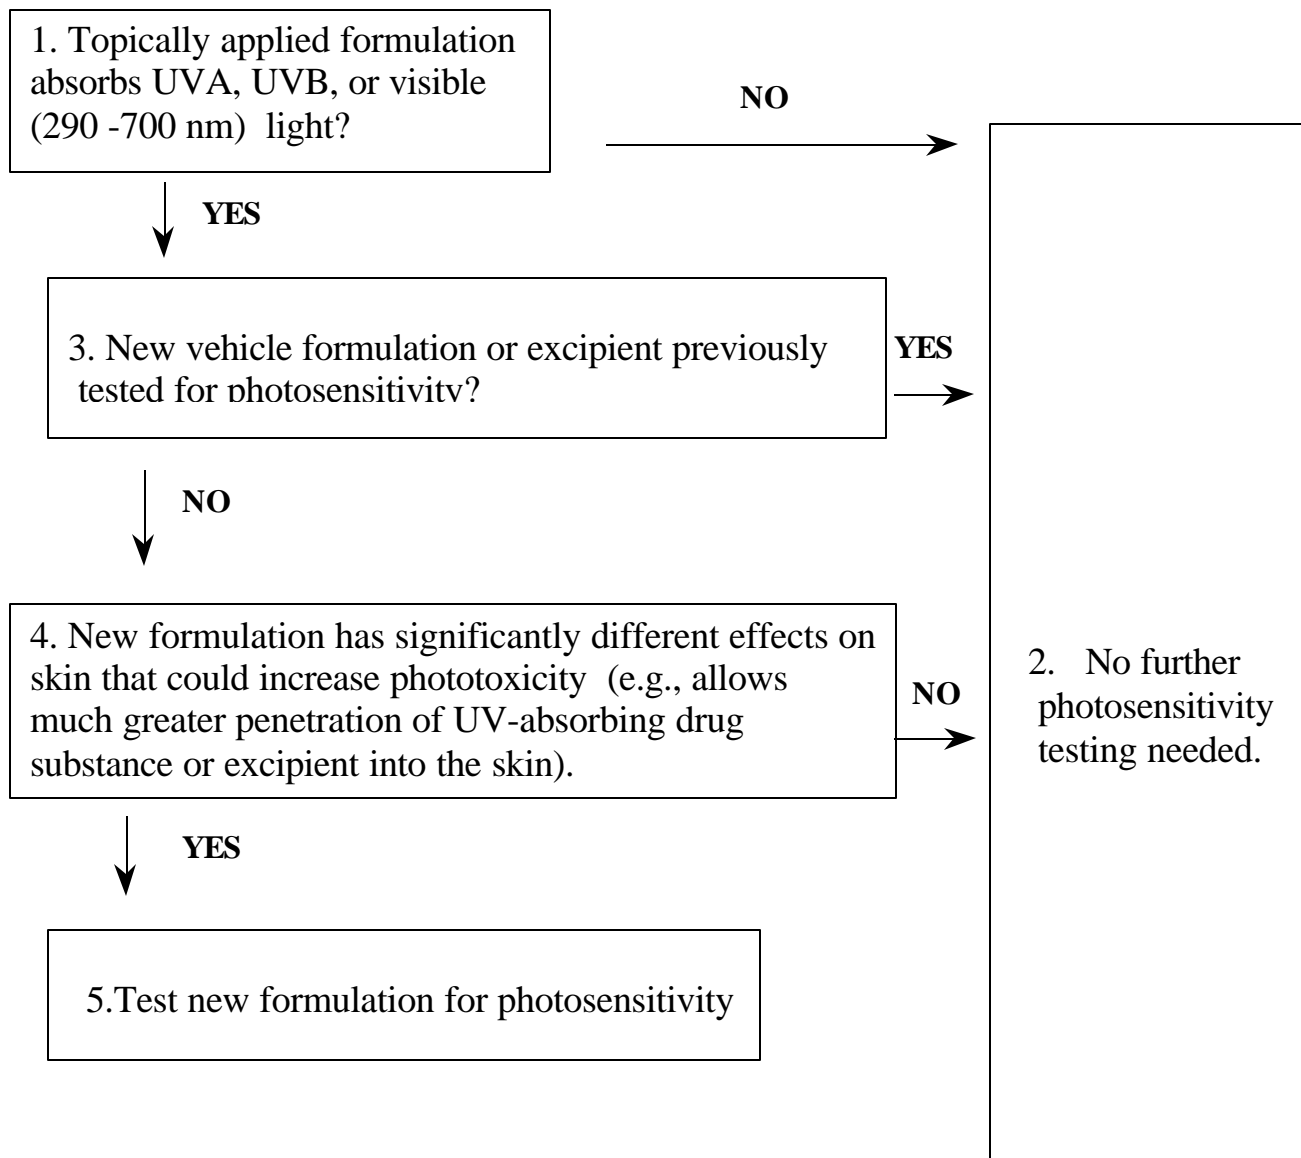 1. Topically applied formulation
absorbs UVA, UVB, or visible
(290 -700 nm)  light?
NO
YES
3. New vehicle formulation or excipient previously
tested for photosensitivity?
YES
NO
4. New formulation has significantly different effects on
skin that could increase phototoxicity  (e.g., allows
much greater penetration of UV-absorbing drug
substance or excipient into the skin).
NO
2.   No further
photosensitivity
testing needed.
YES
5.Test new formulation for photosensitivity